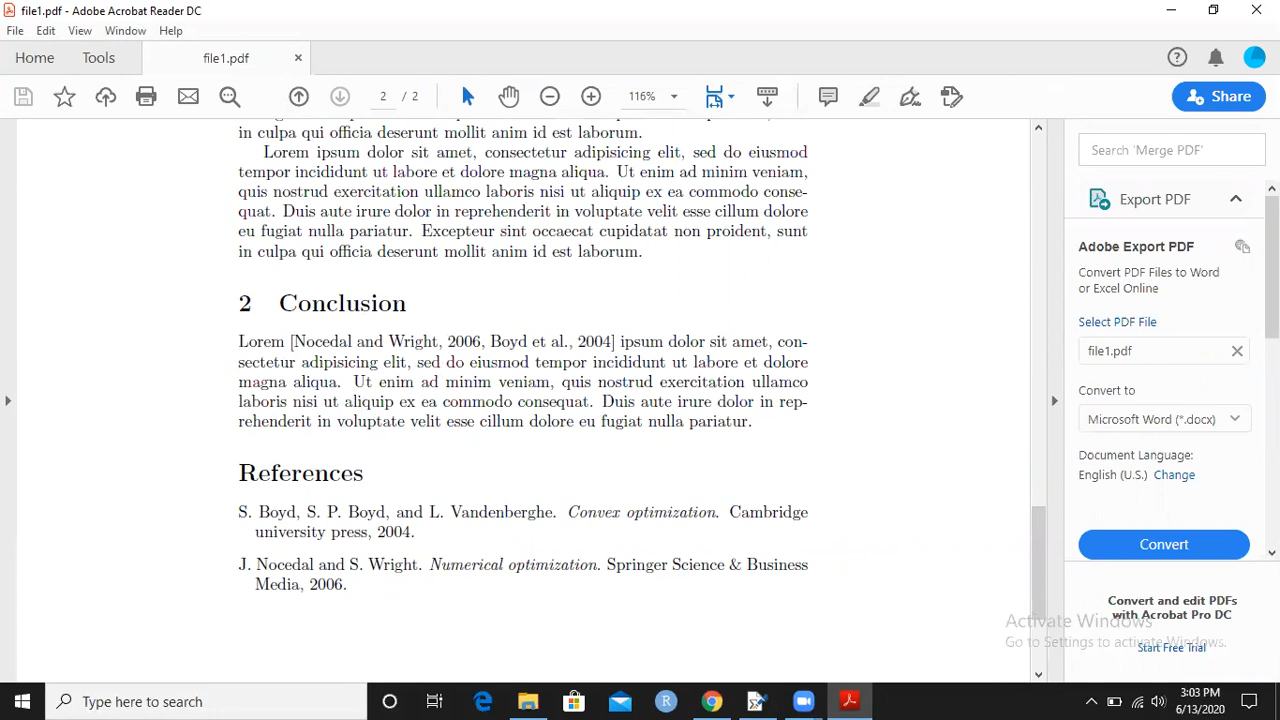 file1.pdf - Adobe Acrobat Reader DC
File Edit View Window Help
Home Tools file1.pdf
2 / 2
116%
Share
in culpa qui officia deserunt mollit anim id est laborum.
Lorem ipsum dolor sit amet, consectetur adipisicing elit, sed do eiusmod
tempor incididunt ut labore et dolore magna aliqua. Ut enim ad minim veniam,
quis nostrud exercitation ullamco laboris nisi ut aliquip ex ea commodo conse-
quat. Duis aute irure dolor in reprehenderit in voluptate velit esse cillum dolore
eu fugiat nulla pariatur. Excepteur sint occaecat cupidatat non proident, sunt
in culpa qui officia deserunt mollit anim id est laborum.
2 Conclusion
Lorem [Nocedal and Wright, 2006, Boyd et al., 2004] ipsum dolor sit amet, con-
sectetur adipisicing elit, sed do eiusmod tempor incididunt ut labore et dolore
magna aliqua. Ut enim ad minim veniam, quis nostrud exercitation ullamco
laboris nisi ut aliquip ex ea commodo consequat. Duis aute irure dolor in rep-
rehenderit in voluptate velit esse cillum dolore eu fugiat nulla pariatur.
References
S. Boyd, S. P. Boyd, and L. Vandenberghe. Convex optimization. Cambridge
university press, 2004.
J. Nocedal and S. Wright. Numerical optimization. Springer Science & Business
Media, 2006.
Search 'Merge PDF'
Export PDF
Adobe Export PDF
Convert PDF Files to Word
or Excel Online
Select PDF File
file1.pdf
Convert to
Microsoft Word (*.docx)
Document Language:
English (U.S.) Change
Convert
Convert and edit PDFs
with Acrobat Pro DC
Start Free Trial
Activate Windows
Go to Settings to activate Windows.
Type here to search
R
3:03 PM
6/13/2020